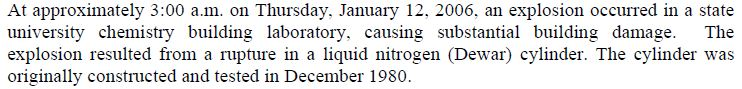 At approximately 3:00 a.m. on Thursday, January 12, 2006, an explosion occurred in a state
university chemistry building laboratory, causing substantial building damage. The
explosion resulted from a rupture in a liquid nitrogen (Dewar) cylinder. The cylinder was
originally constructed and tested in December 1980.